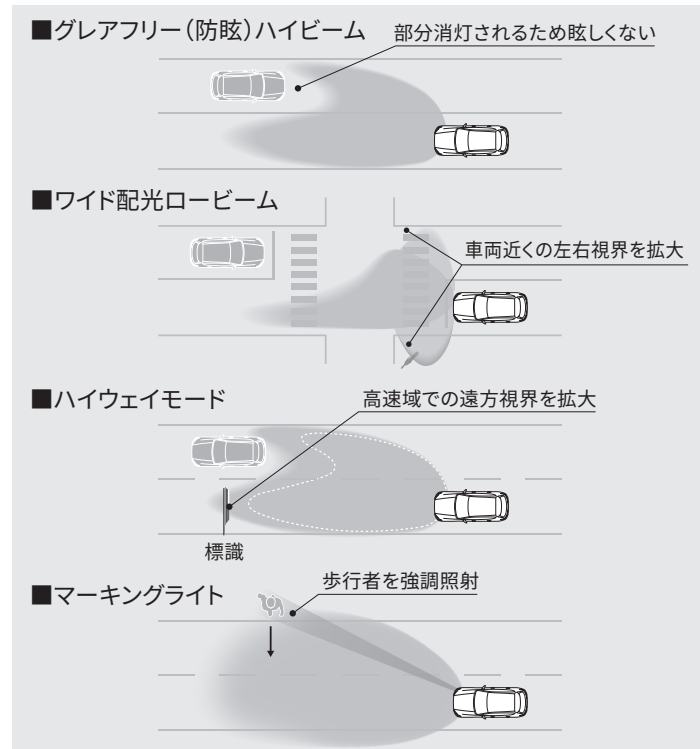 ■グレアフリー(防眩)ハイビーム
部分消灯されるため眩しくない
■ワイド配光ロービーム
車両近くの左右視界を拡大
■ハイウェイモード
高速域での遠方視界を拡大
標識
■マーキングライト
歩行者を強調照射